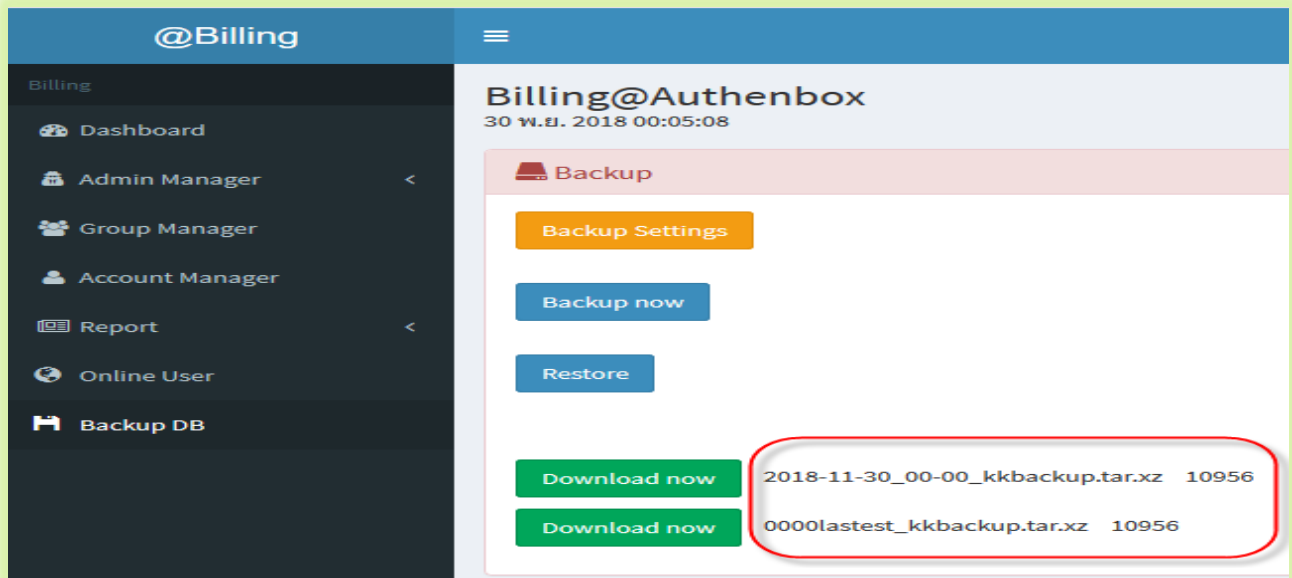 @Billing
Billing
Dashboard
Admin Manager <
Group Manager
Account Manager
Report <
Online User
Backup DB
Billing@Authenbox
30 พ.ย. 2018 00:05:08
Backup
Backup Settings
Backup now
Restore
Download now 2018-11-30_00-00_kkbackup.tar.xz 10956
Download now 0000lastest_kkbackup.tar.xz 10956